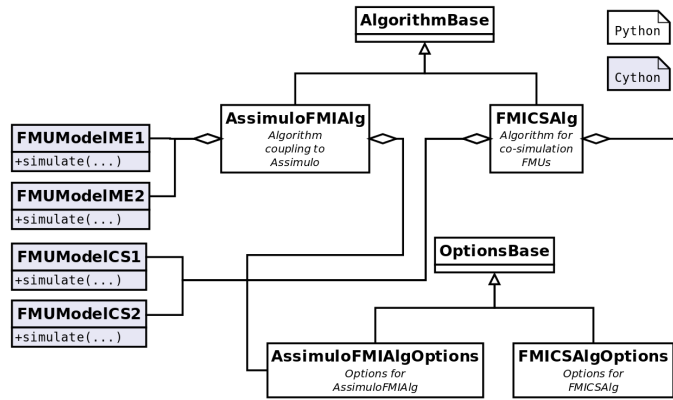 AlgorithmBase
Python
Cython
AssimuloFMIAlg
Algorithm
coupling to
Assimulo
FMICSAlg
Algorithm for
co-simulation
FMUs
FMUModelME1
+simulate(...)
FMUModelME2
+simulate(...)
FMUModelCS1
+simulate(...)
FMUModelCS2
+simulate(...)
OptionsBase
AssimuloFMIAlgOptions
Options for
AssimuloFMIAlg
FMICSAlgOptions
Options for
FMICSAlg